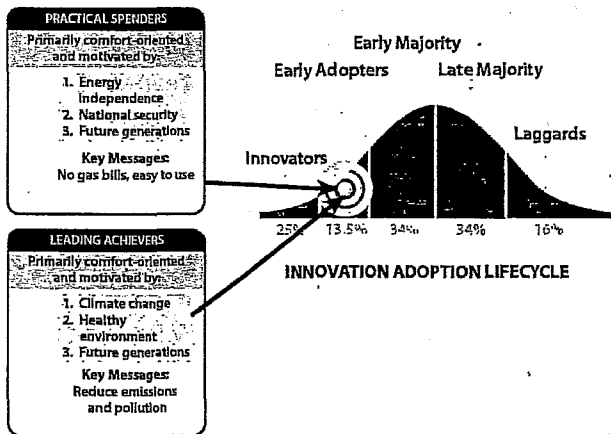 PRACTICAL SPENDERS
Primarily comfort-oriented
and motivated by:
1. Energy
independence
2. National security
3. Future generations
Key Messages:
No gas bills, easy to use
LEADING ACHIEVERS
Primarily comfort-oriented
and motivated by:
1. Climate change
2. Healthy
environment
3. Future generations
Key Messages:
Reduce emissions
and pollution
Early Majority
Early Adopters
Late Majority
Innovators
Laggards
25% 13.5% 34% 34% 16%
INNOVATION ADOPTION LIFECYCLE